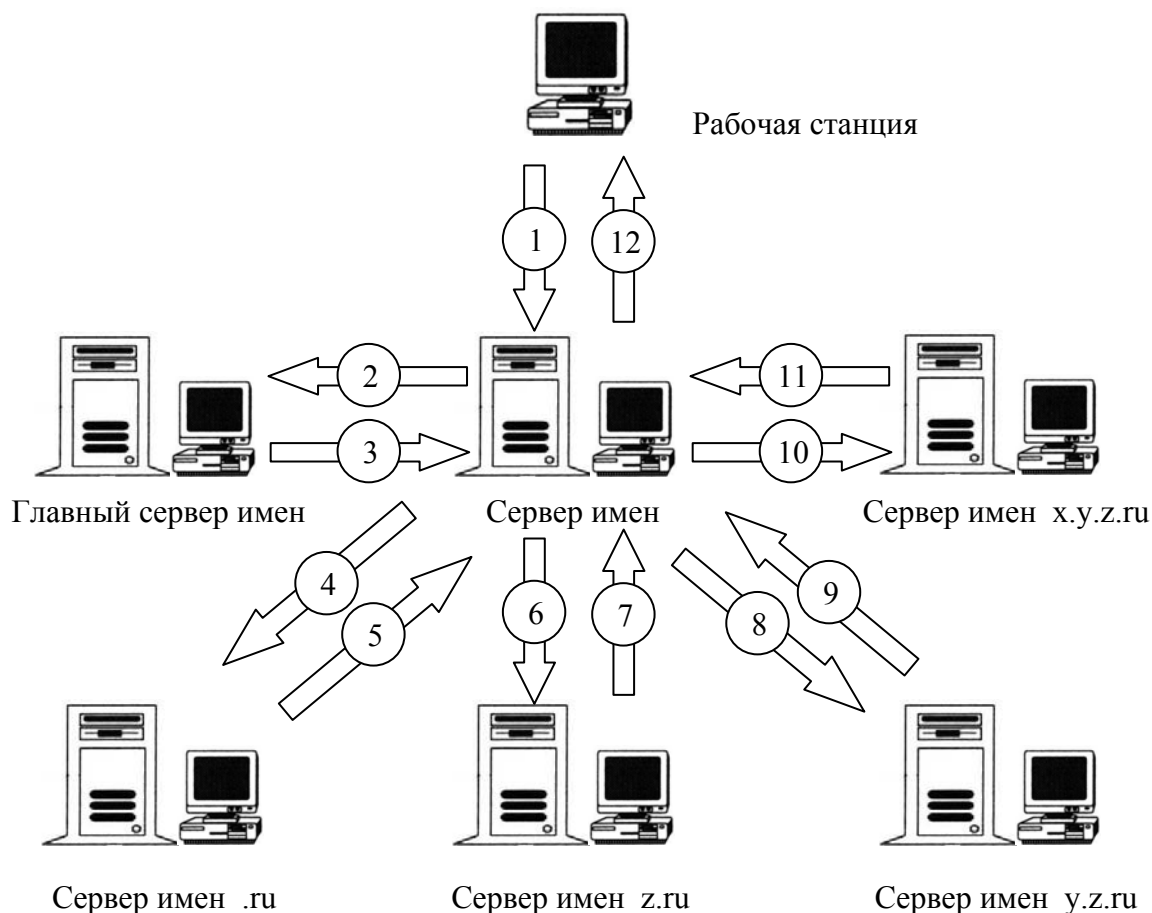 Рабочая станция
1
12
2
11
3
10
Главный сервер имен
Сервер имен
Сервер имен x.y.z.ru
4
5
6
7
8
9
Сервер имен .ru
Сервер имен z.ru
Сервер имен y.z.ru